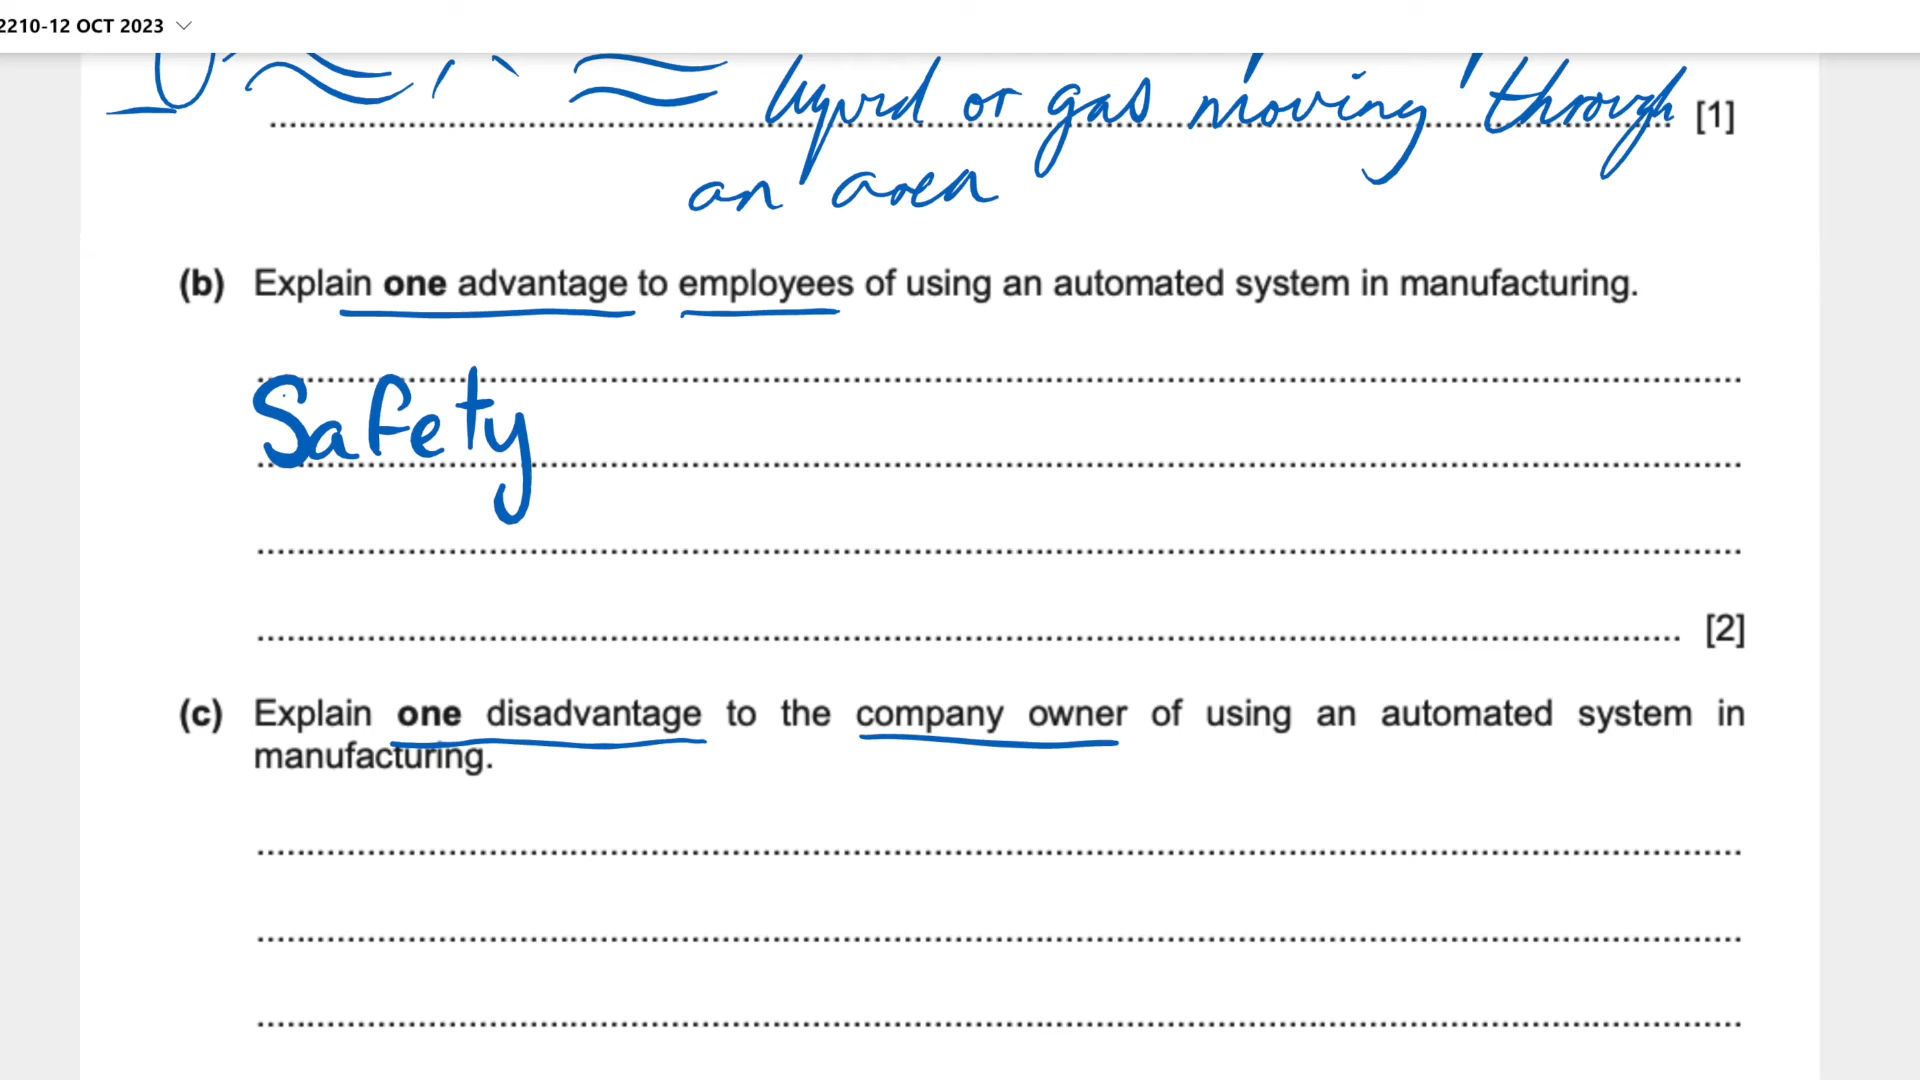 2210-12 OCT 2023
liquid or gas moving through [1]
an area
(b) Explain one advantage to employees of using an automated system in manufacturing.
Safety
[2]
(c) Explain one disadvantage to the company owner of using an automated system in
manufacturing.